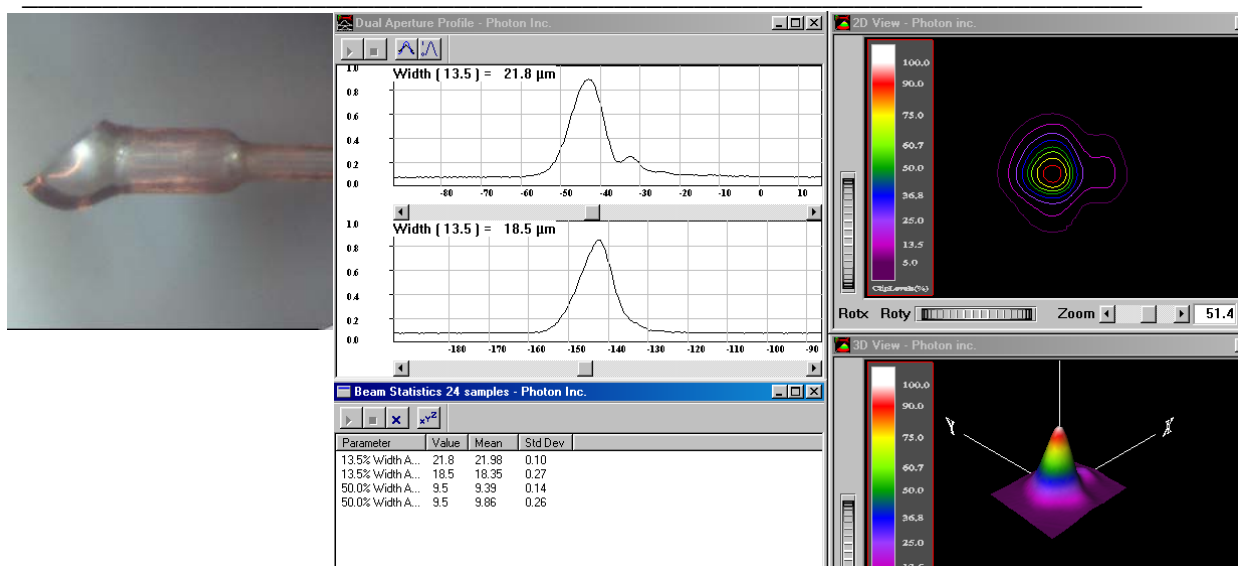 Dual Aperture Profile - Photon Inc.
Width ( 13.5 ) = 21.8 µm
1.0
0.8
0.6
0.4
0.2
0.0
-80 -70 -60 -50 -40 -30 -20 -10 0 10
Width ( 13.5 ) = 18.5 µm
1.0
0.8
0.6
0.4
0.2
0.0
-180 -170 -160 -150 -140 -130 -120 -110 -100 -90
Beam Statistics 24 samples - Photon Inc.
Parameter Value Mean Std Dev
13.5% Width A... 21.8 21.98 0.10
13.5% Width A... 18.5 18.35 0.27
50.0% Width A... 9.5 9.39 0.14
50.0% Width A... 9.5 9.86 0.26
2D View - Photon inc.
100.0
90.0
75.0
60.7
50.0
36.8
25.0
13.5
5.0
ClipLevels(%)
Rotx Roty Zoom 51.4
3D View - Photon inc.
100.0
90.0
75.0
60.7
50.0
36.8
25.0
Y X